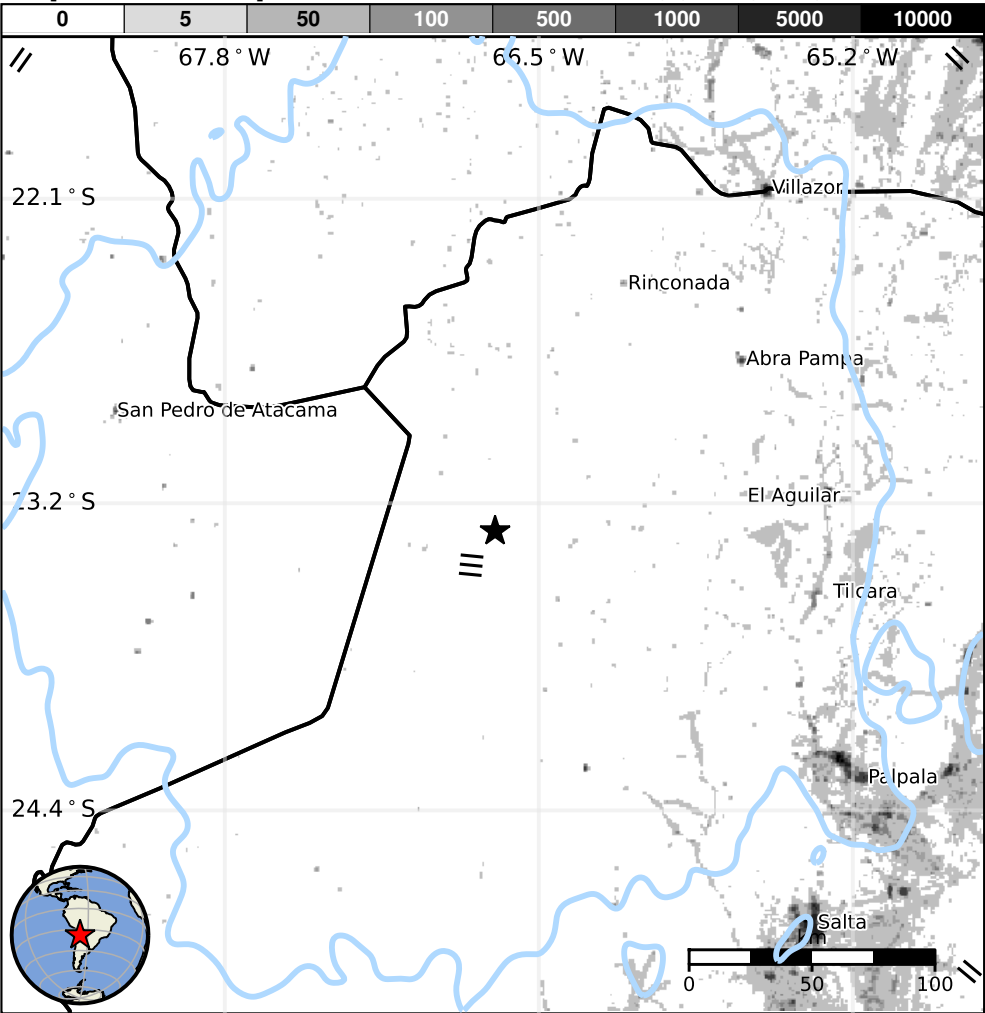 0 5 50 100 500 1000 5000 10000
67.8°W 66.5°W 65.2°W
22.1°S
Villazon
Rinconada
Abra Pampa
San Pedro de Atacama
El Aguilar
23.2°S
Tilcara
Palpala
24.4°S
Salta
0 50 100